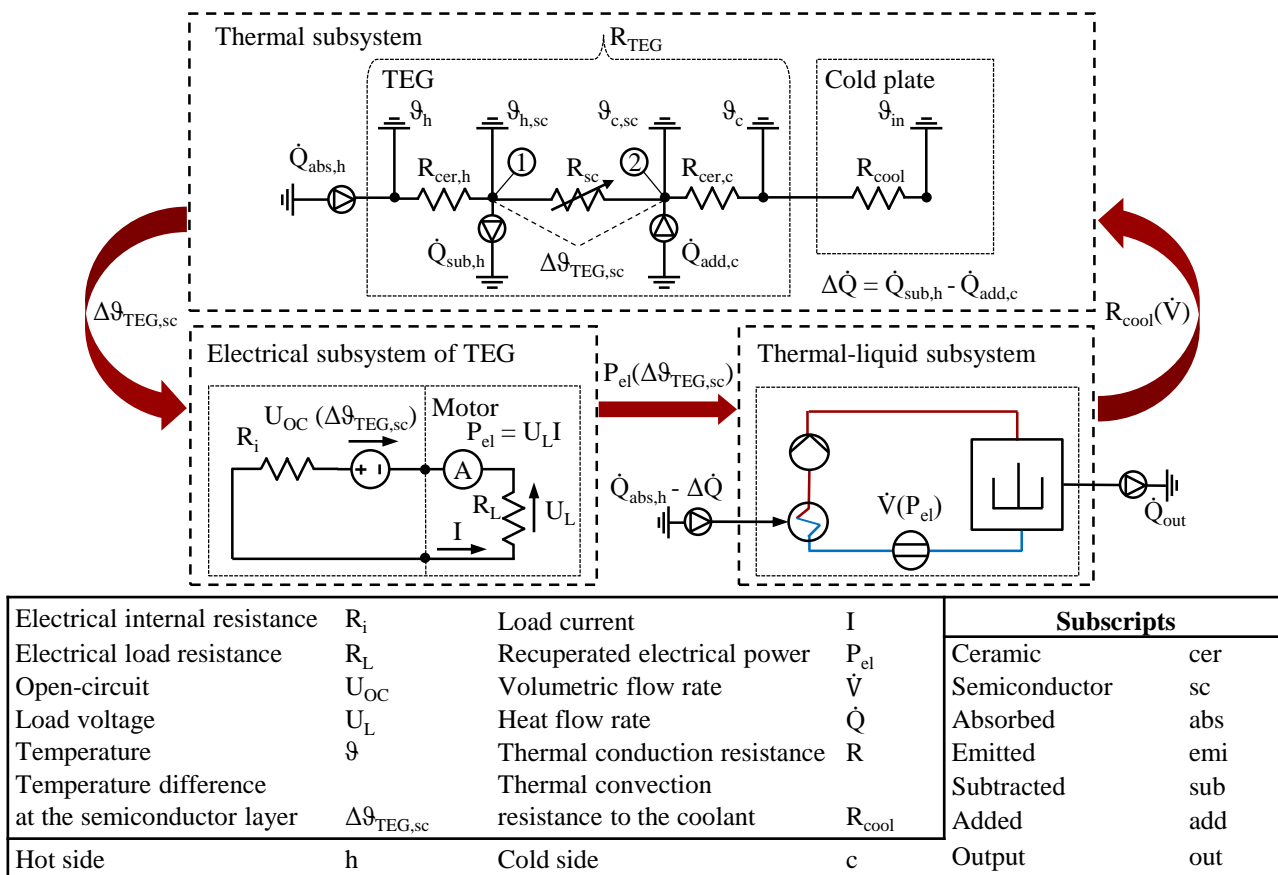 Thermal subsystem
R_TEG
TEG
Cold plate
ϑ_h
ϑ_h,sc
ϑ_c,sc
ϑ_c
ϑ_in
Q̇_abs,h
R_cer,h
1
R_sc
2
R_cer,c
R_cool
Q̇_sub,h
Δϑ_TEG,sc
Q̇_add,c
ΔQ̇ = Q̇_sub,h - Q̇_add,c
Δϑ_TEG,sc
R_cool(V̇)
Electrical subsystem of TEG
P_el(Δϑ_TEG,sc)
Thermal-liquid subsystem
U_OC (Δϑ_TEG,sc)
Motor
P_el = U_L I
R_i
+ -
A
R_L
U_L
I
Q̇_abs,h - ΔQ̇
V̇(P_el)
Q̇_out
Electrical internal resistance R_i Load current I Subscripts
Electrical load resistance R_L Recuperated electrical power P_el Ceramic cer
Open-circuit U_OC Volumetric flow rate V̇ Semiconductor sc
Load voltage U_L Heat flow rate Q̇ Absorbed abs
Temperature ϑ Thermal conduction resistance R Emitted emi
Temperature difference Thermal convection Subtracted sub
at the semiconductor layer Δϑ_TEG,sc resistance to the coolant R_cool Added add
Hot side h Cold side c Output out